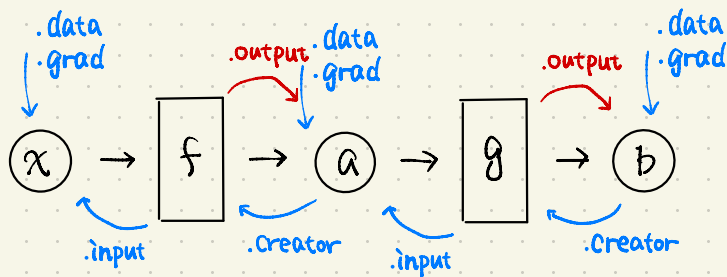 .data
.grad
.output
.data
.grad
.output
.data
.grad
x
f
a
g
b
.input
.Creator
.input
.Creator